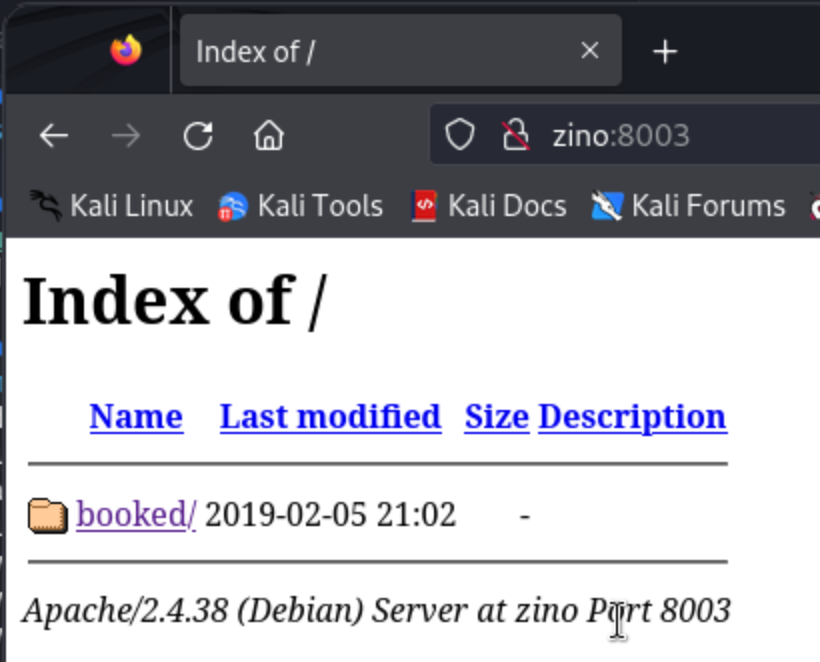 Index of /
zino:8003
Kali Linux Kali Tools Kali Docs Kali Forums
Index of /
Name Last modified Size Description
booked/ 2019-02-05 21:02 -
Apache/2.4.38 (Debian) Server at zino Port 8003